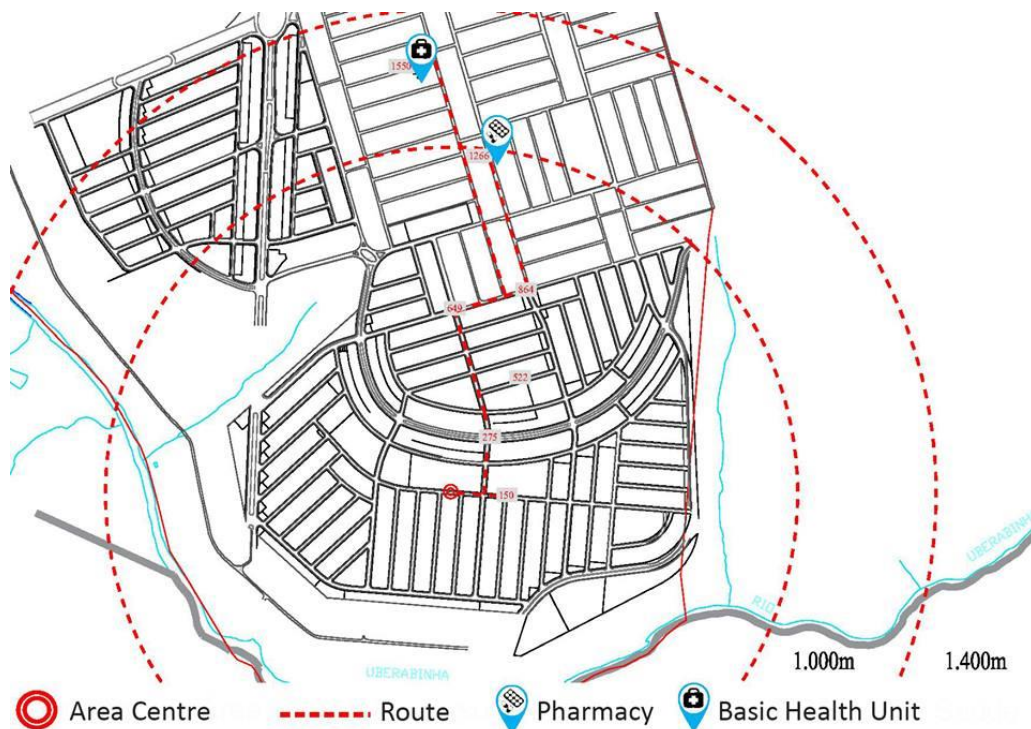 1550
1266
864
649
522
275
150
UBERABINHA
RIO
1.000m
1.400m
UBERABINHA
Area Centre
Route
Pharmacy
Basic Health Unit